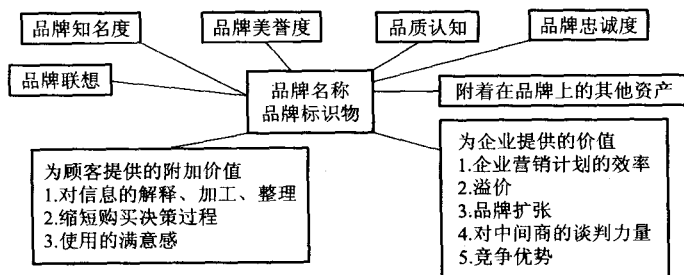 品牌知名度
品牌美誉度
品质认知
品牌忠诚度
品牌联想
品牌名称
品牌标识物
附着在品牌上的其他资产
为顾客提供的附加价值
1.对信息的解释、加工、整理
2.缩短购买决策过程
3.使用的满意感
为企业提供的价值
1.企业营销计划的效率
2.溢价
3.品牌扩张
4.对中间商的谈判力量
5.竞争优势